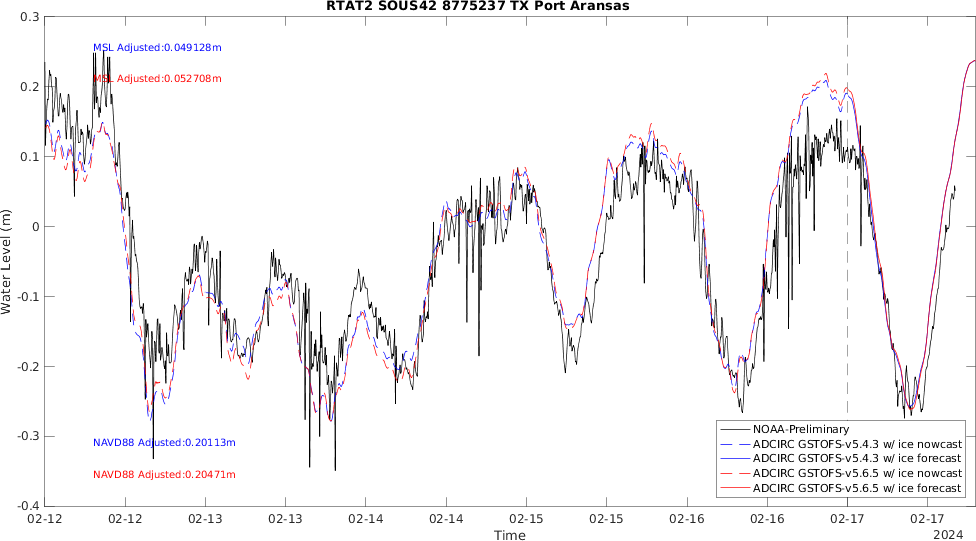 RTAT2 SOUS42 8775237 TX Port Aransas
0.3
0.2
0.1
0
-0.1
-0.2
-0.3
-0.4
Water Level (m)
MSL Adjusted:0.049128m
MSL Adjusted:0.052708m
NAVD88 Adjusted:0.20113m
NAVD88 Adjusted:0.20471m
NOAA-Preliminary
ADCIRC GSTOFS-v5.4.3 w/ ice nowcast
ADCIRC GSTOFS-v5.4.3 w/ ice forecast
ADCIRC GSTOFS-v5.6.5 w/ ice nowcast
ADCIRC GSTOFS-v5.6.5 w/ ice forecast
02-12 02-12 02-13 02-13 02-14 02-14 02-15 02-15 02-16 02-16 02-17 02-17
Time
2024